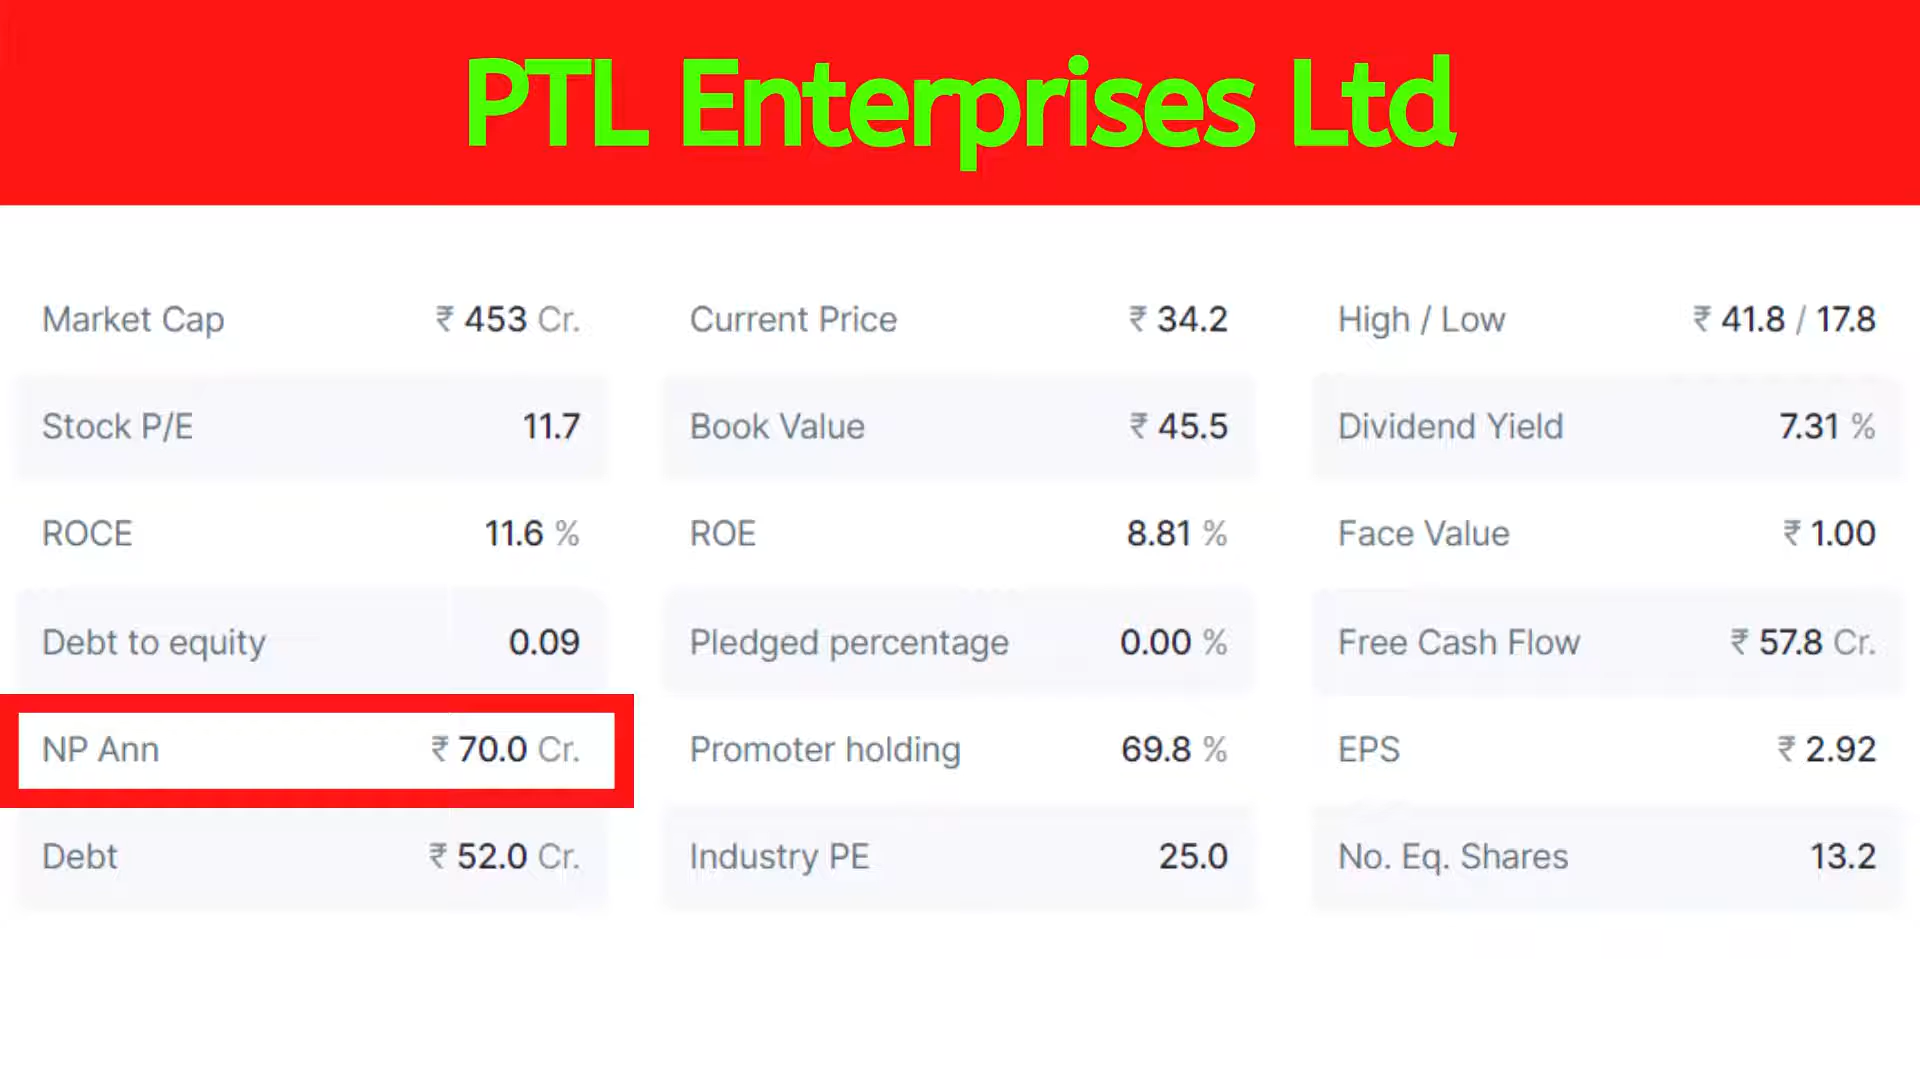 PTL Enterprises Ltd
Market Cap ₹ 453 Cr. Current Price ₹ 34.2 High / Low ₹ 41.8 / 17.8
Stock P/E 11.7 Book Value ₹ 45.5 Dividend Yield 7.31 %
ROCE 11.6 % ROE 8.81 % Face Value ₹ 1.00
Debt to equity 0.09 Pledged percentage 0.00 % Free Cash Flow ₹ 57.8 Cr.
NP Ann ₹ 70.0 Cr. Promoter holding 69.8 % EPS ₹ 2.92
Debt ₹ 52.0 Cr. Industry PE 25.0 No. Eq. Shares 13.2